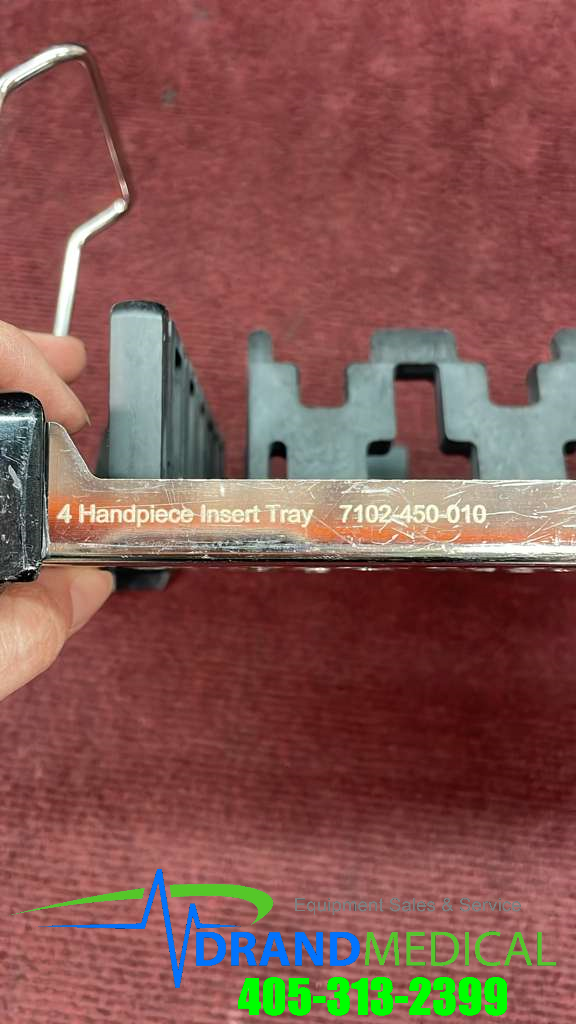 4 Handpiece Insert Tray 7102-450-010
Equipment Sales & Service
DRANDMEDICAL
405-313-2399